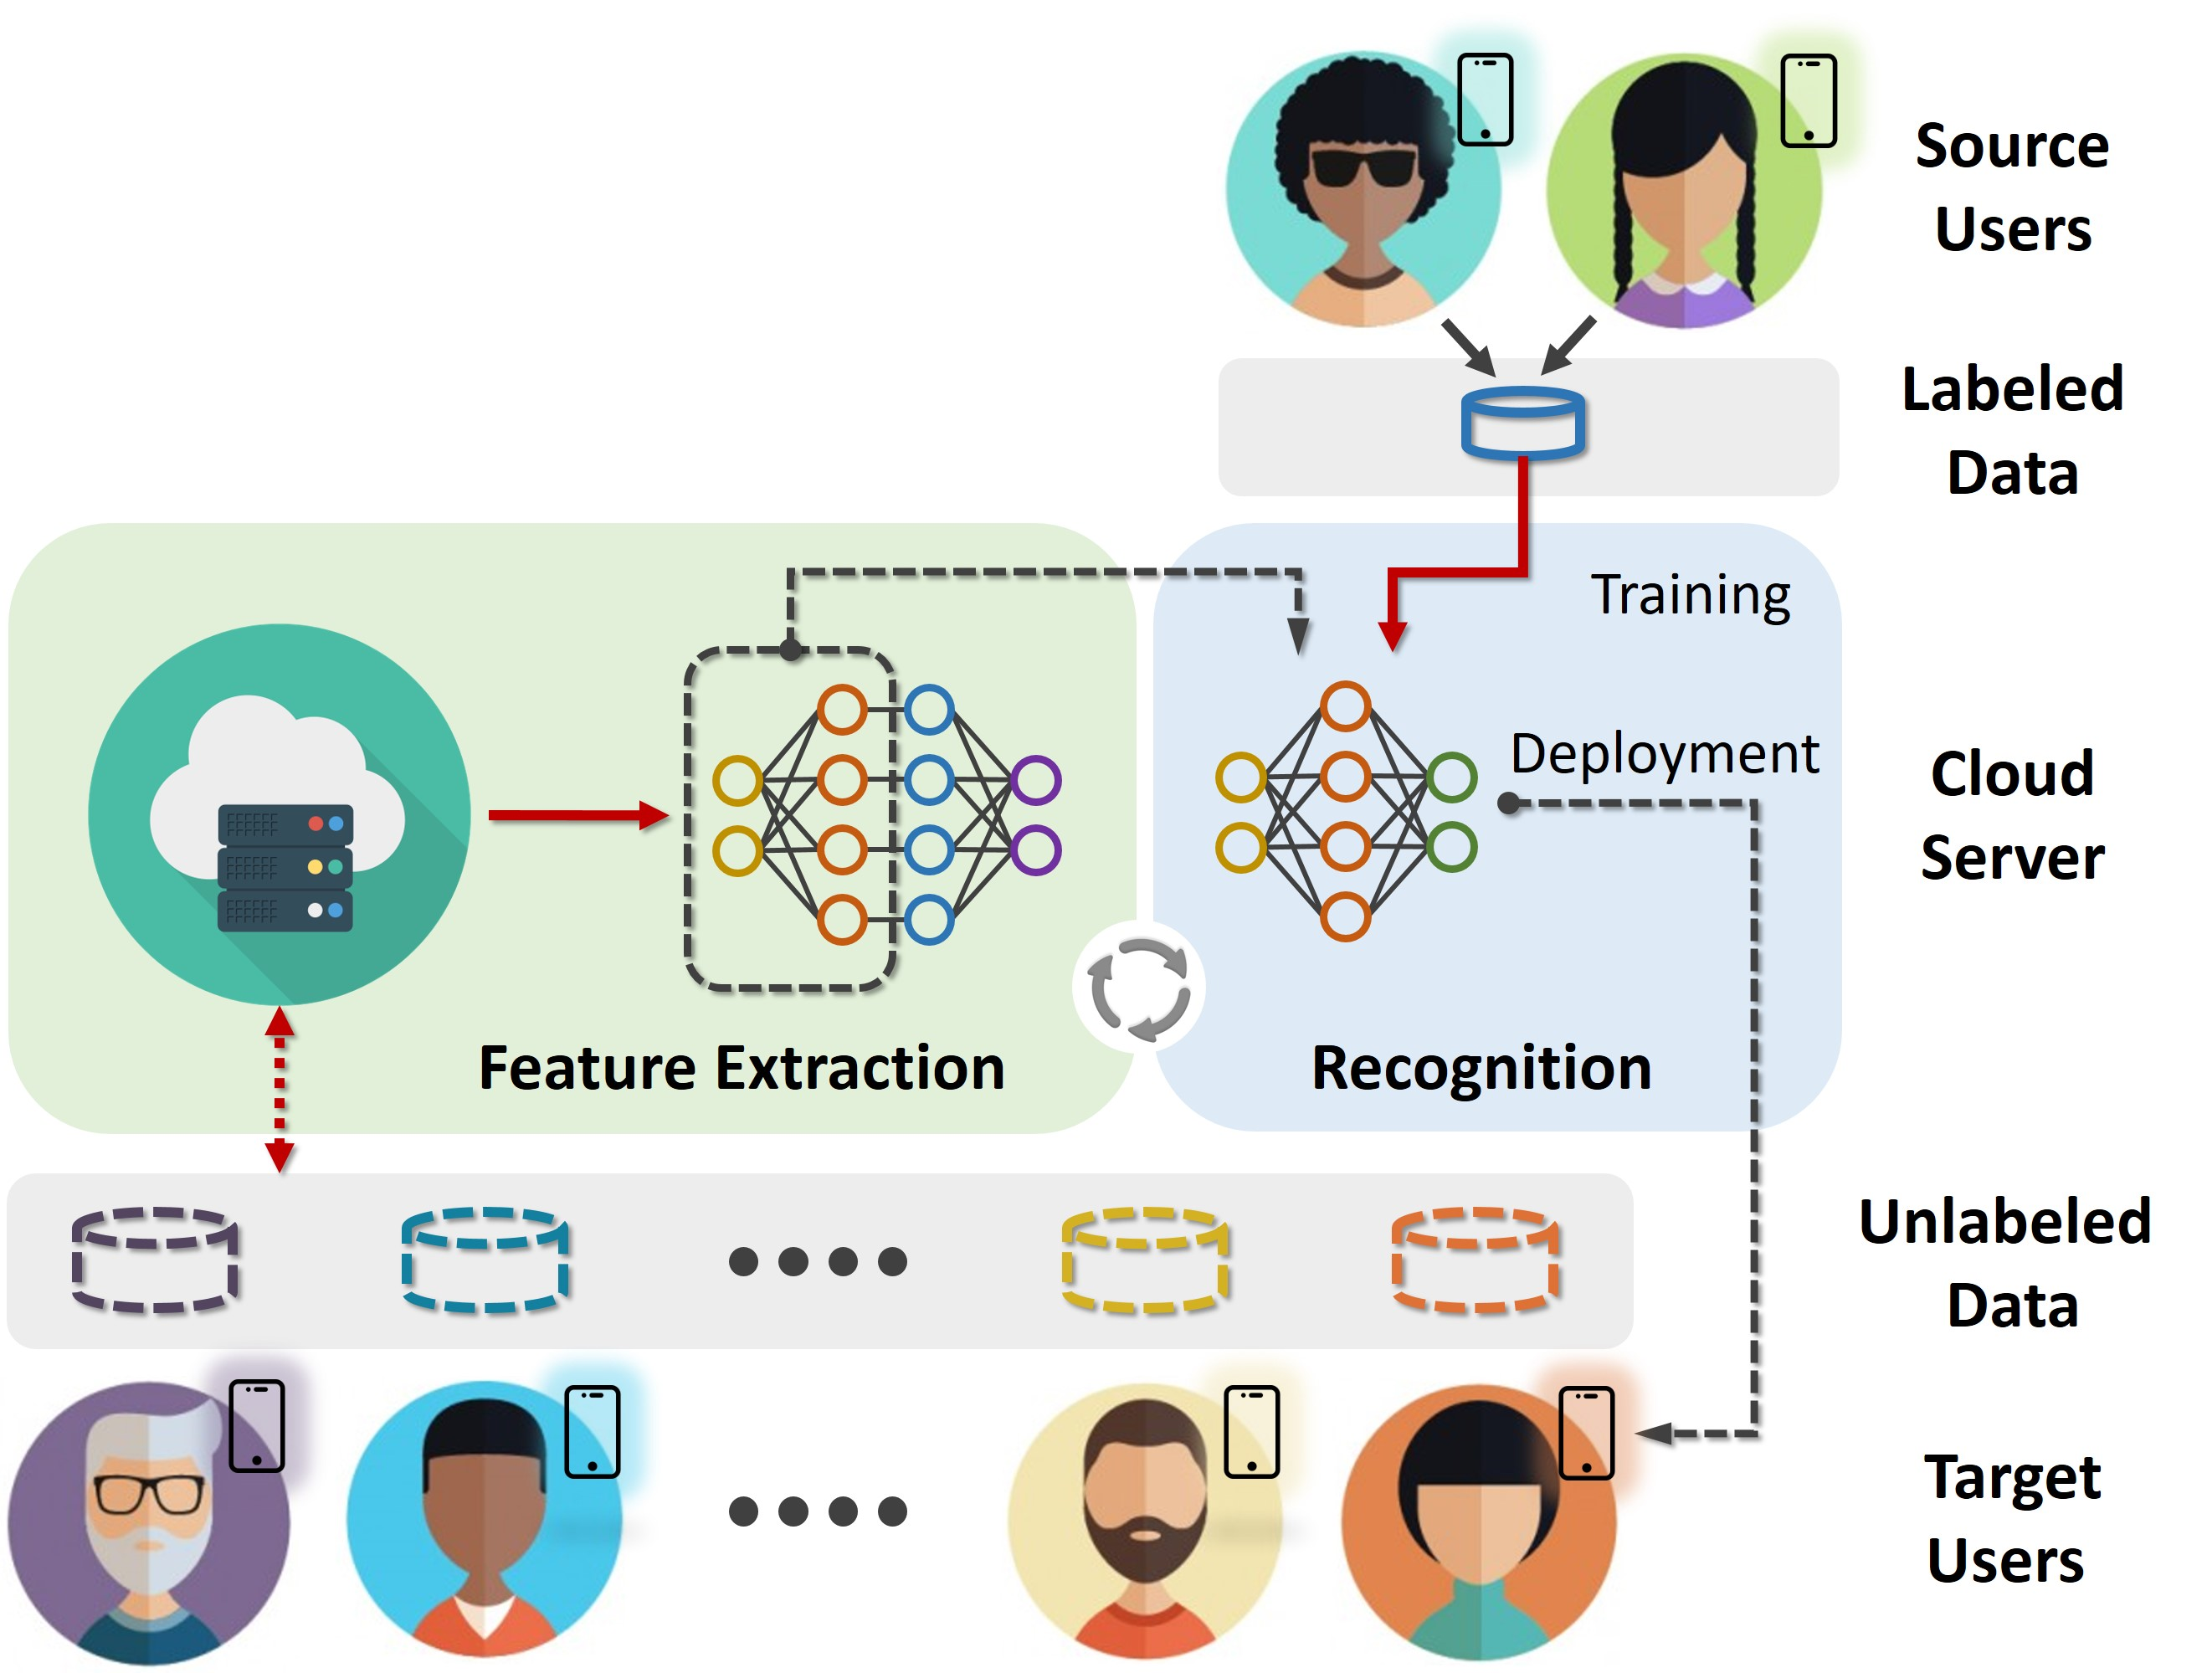 Source
Users
Labeled
Data
Training
Deployment
Cloud
Server
Feature Extraction
Recognition
Unlabeled
Data
Target
Users